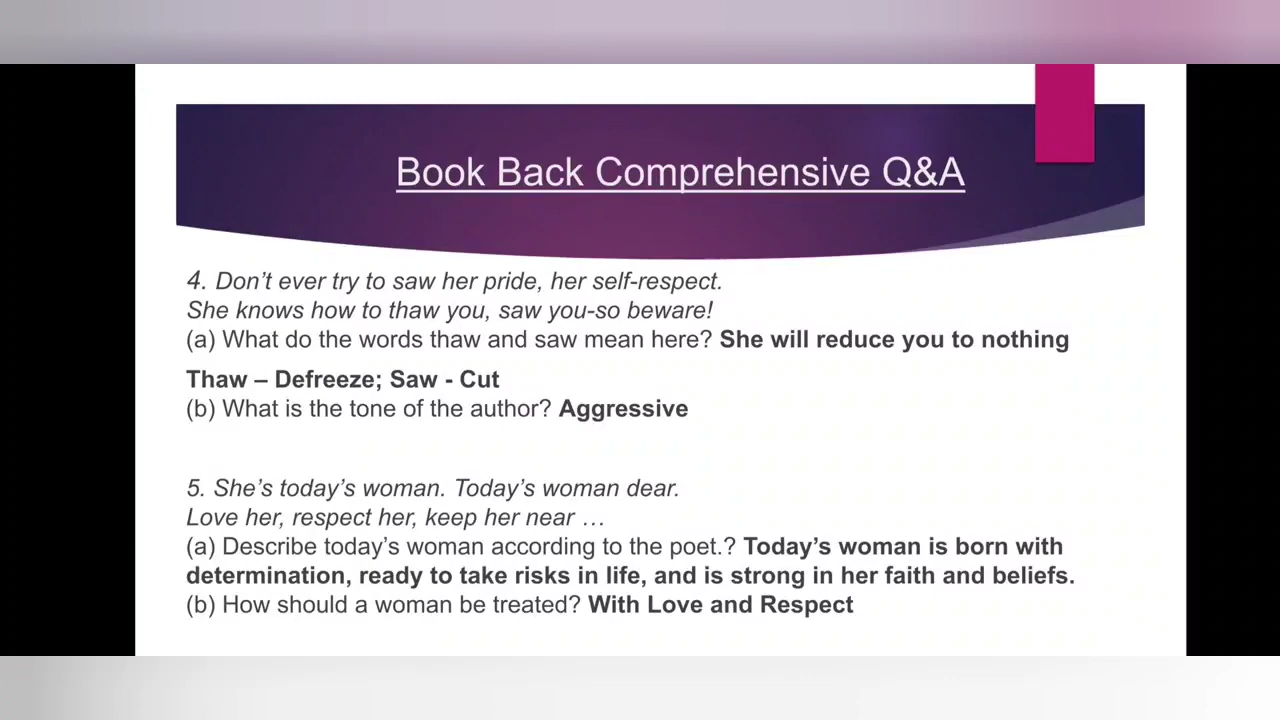 Book Back Comprehensive Q&A
4. Don’t ever try to saw her pride, her self-respect.
She knows how to thaw you, saw you-so beware!
(a) What do the words thaw and saw mean here? She will reduce you to nothing
Thaw – Defreeze; Saw - Cut
(b) What is the tone of the author? Aggressive
5. She’s today’s woman. Today’s woman dear.
Love her, respect her, keep her near …
(a) Describe today’s woman according to the poet.? Today’s woman is born with
determination, ready to take risks in life, and is strong in her faith and beliefs.
(b) How should a woman be treated? With Love and Respect